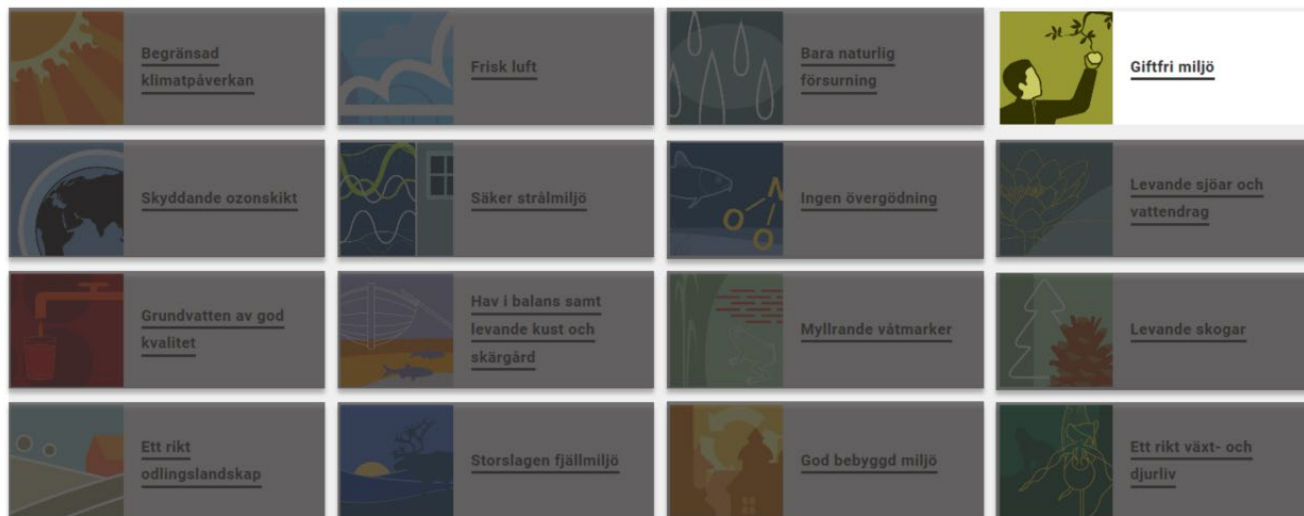 Begränsad
klimatpåverkan
Frisk luft
Bara naturlig
försurning
Giftfri miljö
Skyddande ozonskikt
Säker strålmiljö
Ingen övergödning
N
O
O
Levande sjöar och
vattendrag
Grundvatten av god
kvalitet
Hav i balans samt
levande kust och
skärgård
Myllrande våtmarker
Levande skogar
Ett rikt
odlingslandskap
Storslagen fjällmiljö
God bebyggd miljö
Ett rikt växt- och
djurliv